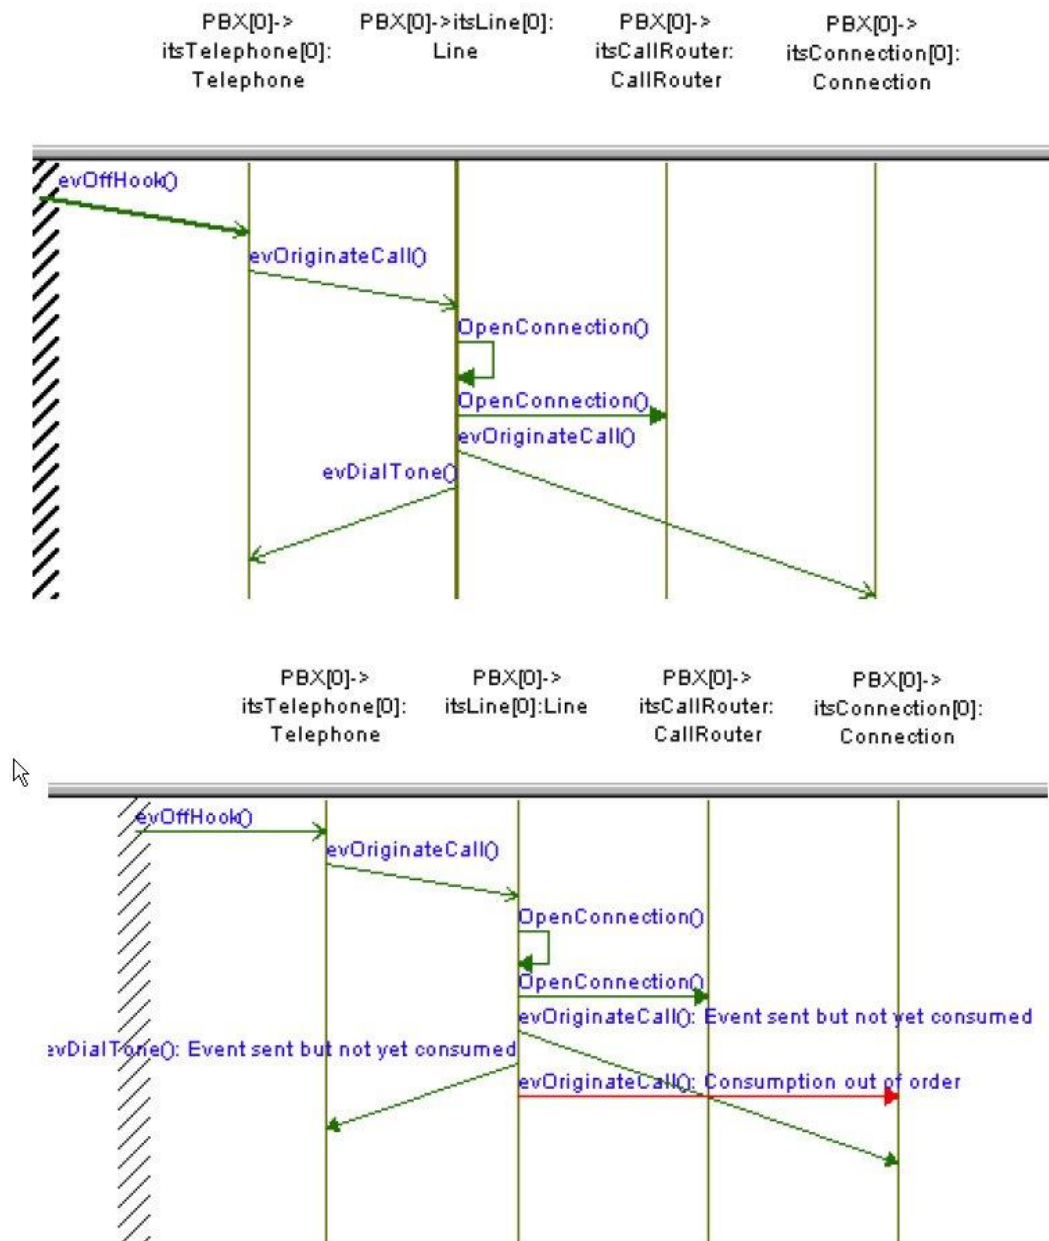 PBX[0]->
itsTelephone[0]:
Telephone
PBX[0]->itsLine[0]:
Line
PBX[0]->
itsCallRouter:
CallRouter
PBX[0]->
itsConnection[0]:
Connection
evOffHook()
evOriginateCall()
OpenConnection()
OpenConnection()
evOriginateCall()
evDialTone()
PBX[0]->
itsTelephone[0]:
Telephone
PBX[0]->
itsLine[0]:Line
PBX[0]->
itsCallRouter:
CallRouter
PBX[0]->
itsConnection[0]:
Connection
evOffHook()
evOriginateCall()
OpenConnection()
OpenConnection()
evOriginateCall(): Event sent but not yet consumed
evDialTone(): Event sent but not yet consumed
evOriginateCall(): Consumption out of order